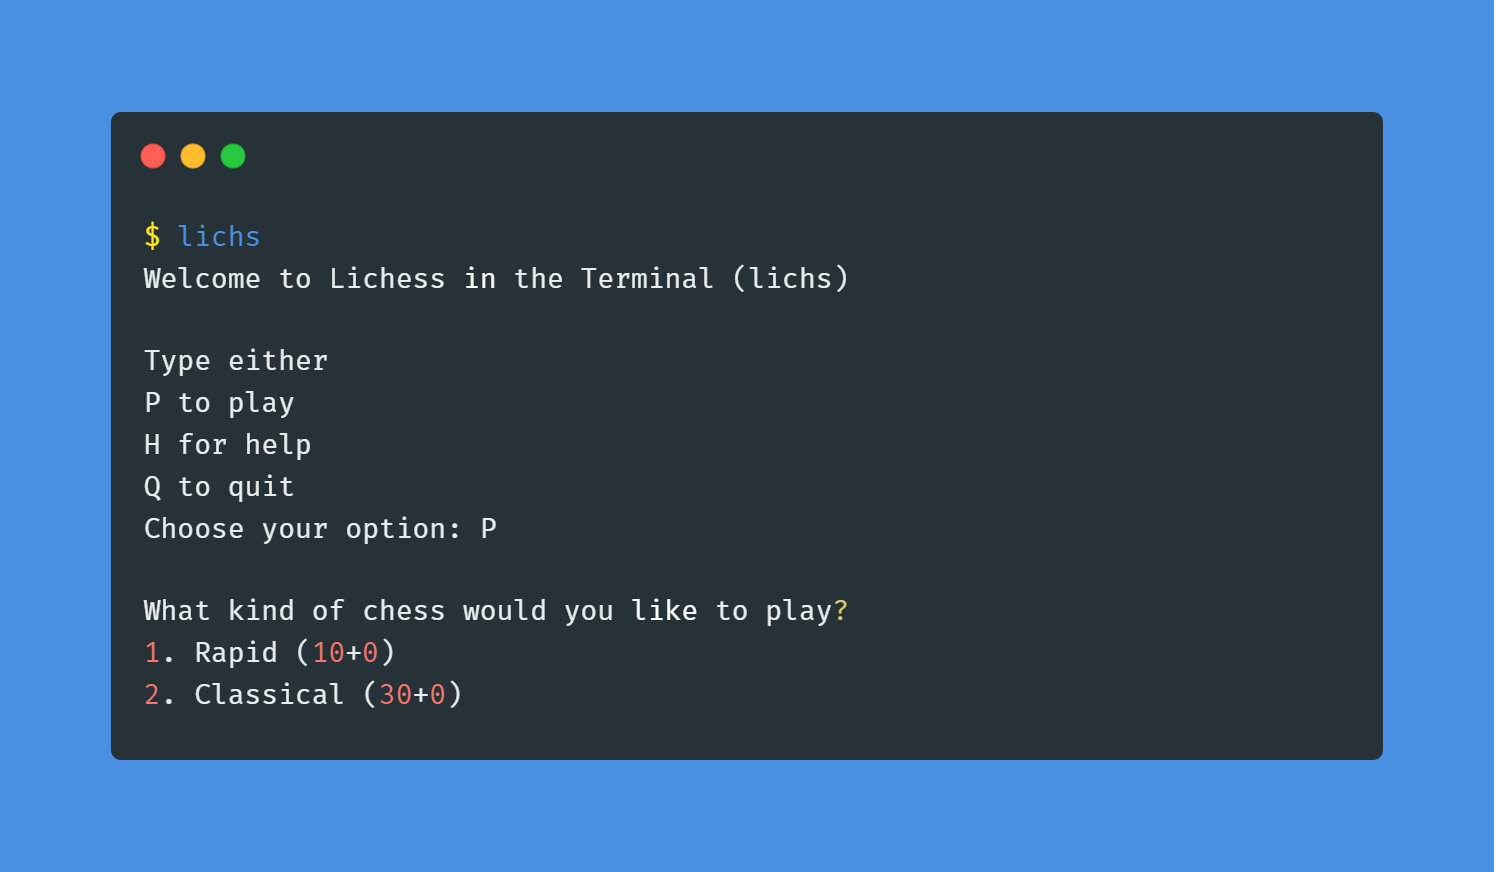 $ lichs
Welcome to Lichess in the Terminal (lichs)
Type either
P to play
H for help
Q to quit
Choose your option: P
What kind of chess would you like to play?
1. Rapid (10+0)
2. Classical (30+0)